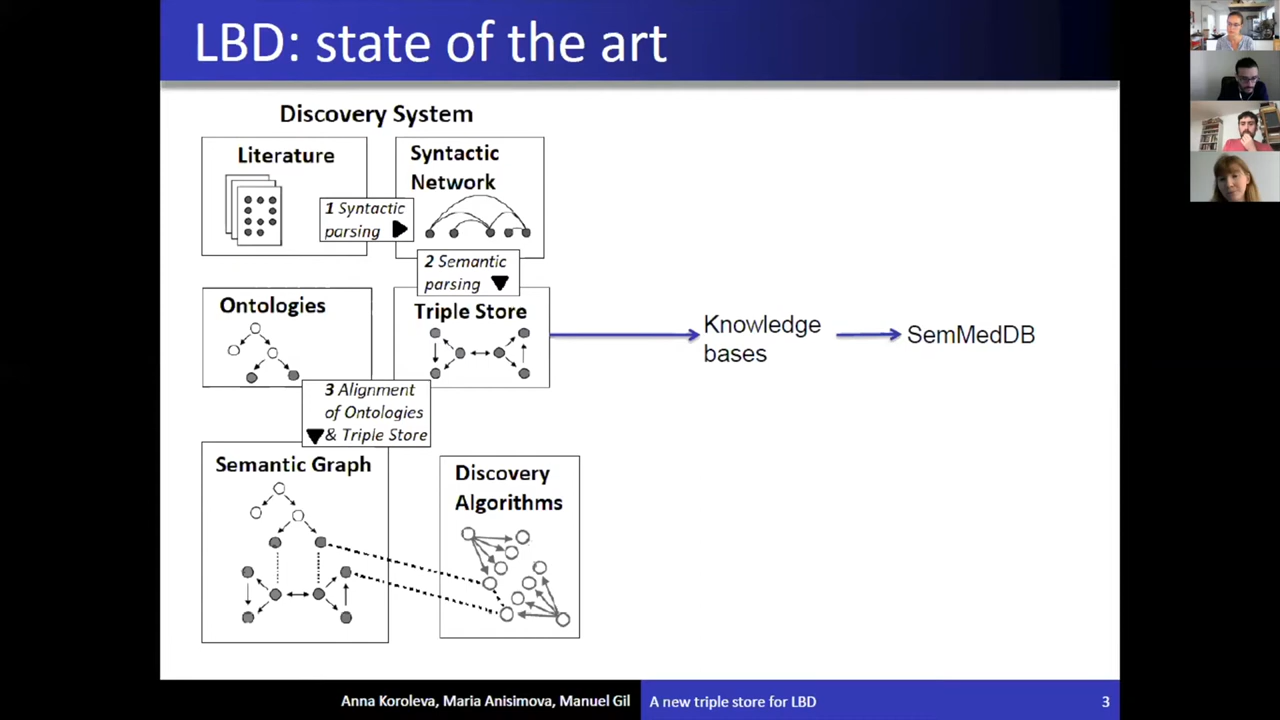 LBD: state of the art
Discovery System
Literature
Syntactic
Network
1 Syntactic
parsing
2 Semantic
parsing
Ontologies
Triple Store
Knowledge
bases
SemMedDB
3 Alignment
of Ontologies
& Triple Store
Semantic Graph
Discovery
Algorithms
Anna Koroleva, Maria Anisimova, Manuel Gil
A new triple store for LBD
3